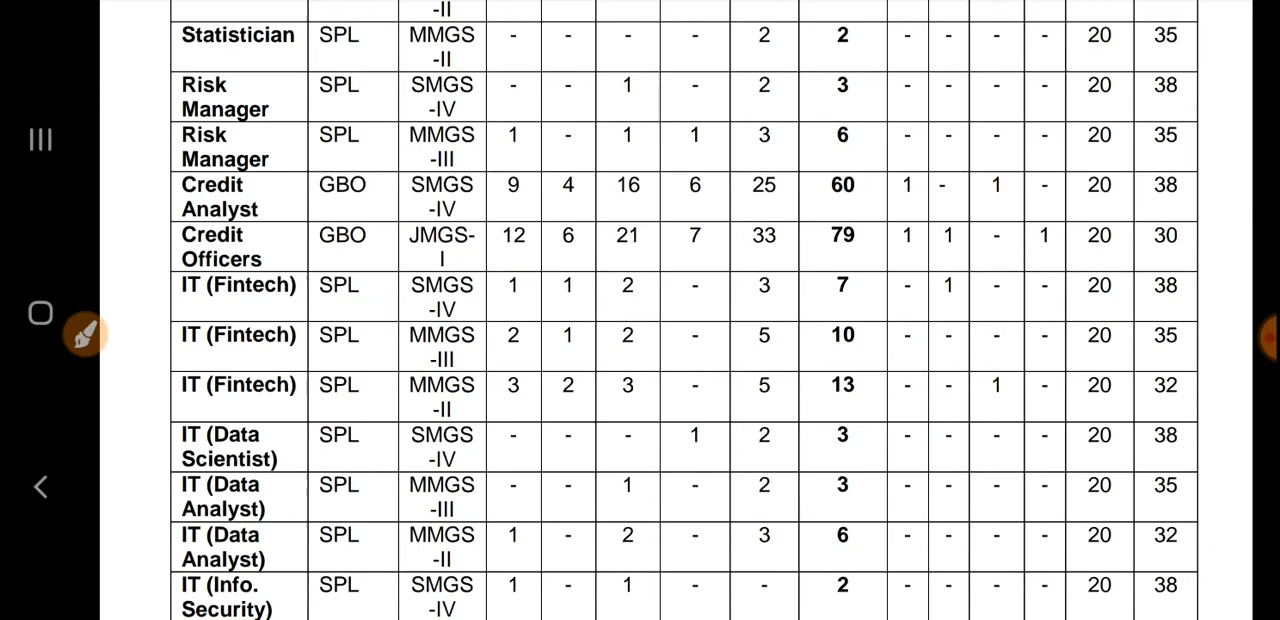 -II
Statistician SPL MMGS - - - - 2 2 - - - - 20 35
-II
Risk SPL SMGS - - 1 - 2 3 - - - - 20 38
Manager -IV
Risk SPL MMGS 1 - 1 1 3 6 - - - - 20 35
Manager -III
Credit GBO SMGS 9 4 16 6 25 60 1 - 1 - 20 38
Analyst -IV
Credit GBO JMGS- 12 6 21 7 33 79 1 1 - 1 20 30
Officers I
IT (Fintech) SPL SMGS 1 1 2 - 3 7 - 1 - - 20 38
-IV
IT (Fintech) SPL MMGS 2 1 2 - 5 10 - - - - 20 35
-III
IT (Fintech) SPL MMGS 3 2 3 - 5 13 - - 1 - 20 32
-II
IT (Data SPL SMGS - - - 1 2 3 - - - - 20 38
Scientist) -IV
IT (Data SPL MMGS - - 1 - 2 3 - - - - 20 35
Analyst) -III
IT (Data SPL MMGS 1 - 2 - 3 6 - - - - 20 32
Analyst) -II
IT (Info. SPL SMGS 1 - 1 - - 2 - - - - 20 38
Security) -IV